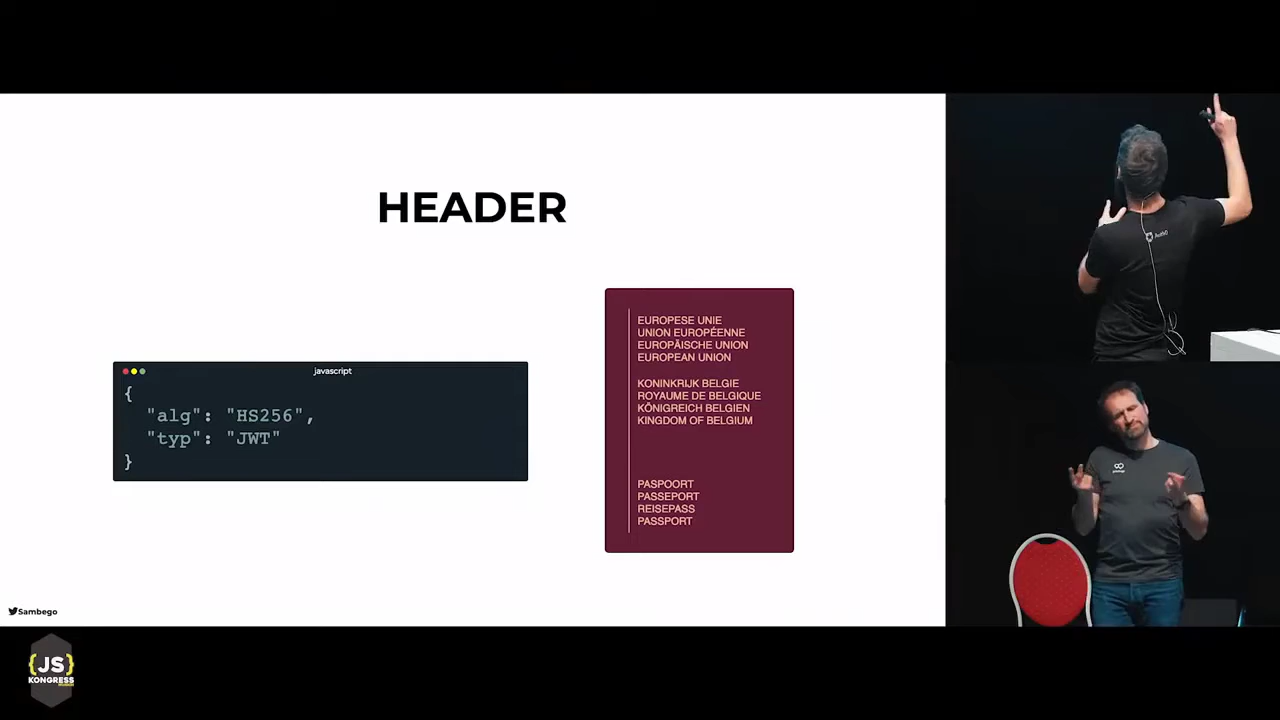 HEADER
javascript
{
"alg": "HS256",
"typ": "JWT"
}
EUROPESE UNIE
UNION EUROPÉENNE
EUROPÄISCHE UNION
EUROPEAN UNION
KONINKRIJK BELGIE
ROYAUME DE BELGIQUE
KÖNIGREICH BELGIEN
KINGDOM OF BELGIUM
PASPOORT
PASSEPORT
REISEPASS
PASSPORT
Sambego
Auth0
{JS}
KONGRESS